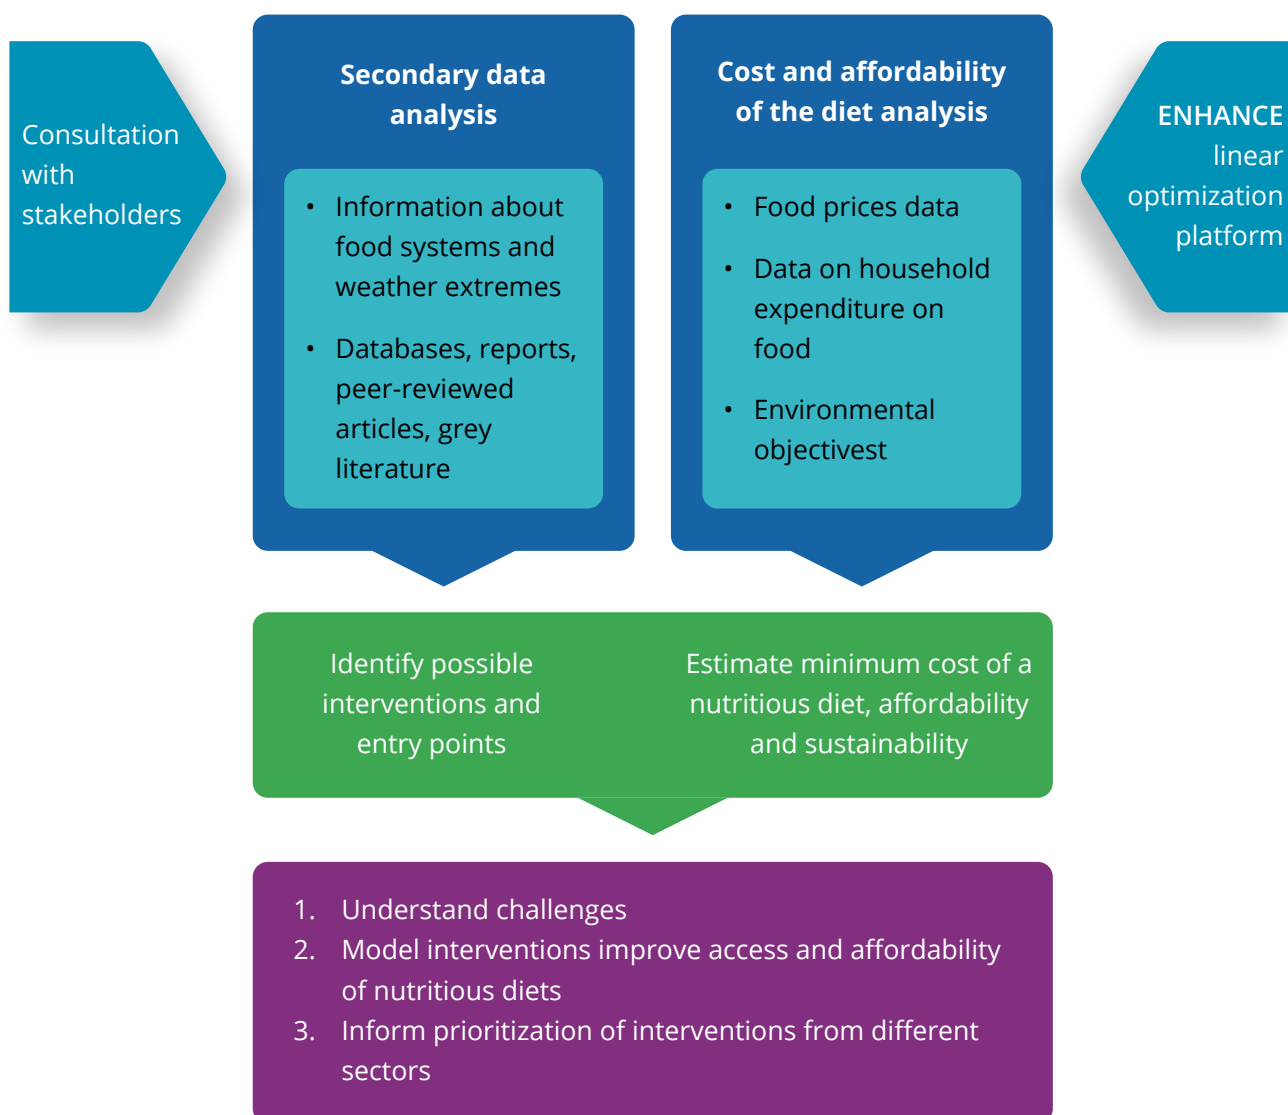 Consultation
with
stakeholders
Secondary data
analysis
• Information about
food systems and
weather extremes
• Databases, reports,
peer-reviewed
articles, grey
literature
Cost and affordability
of the diet analysis
• Food prices data
• Data on household
expenditure on
food
• Environmental
objectivest
ENHANCE
linear
optimization
platform
Identify possible
interventions and
entry points
Estimate minimum cost of a
nutritious diet, affordability
and sustainability
1. Understand challenges
2. Model interventions improve access and affordability
of nutritious diets
3. Inform prioritization of interventions from different
sectors